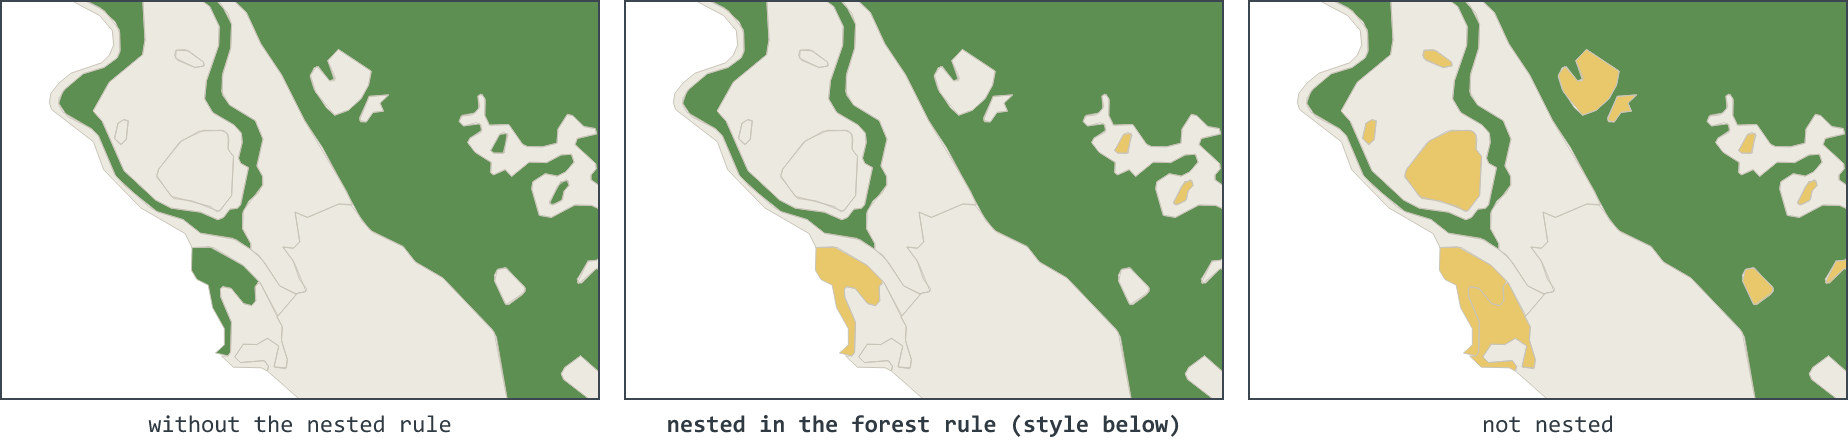 without the nested rule
nested in the forest rule (style below)
not nested